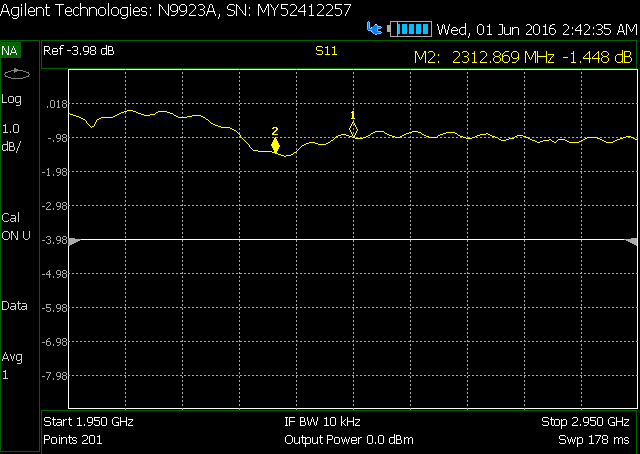 Agilent Technologies: N9923A, SN: MY52412257
Wed, 01 Jun 2016 2:42:35 AM
NA
Ref -3.98 dB
S11
M2: 2312.869 MHz -1.448 dB
Log
1.0
dB/
Cal
ON U
Data
Avg
1
.018
-.98
-1.98
-2.98
-3.98
-4.98
-5.98
-6.98
-7.98
2
1
Start 1.950 GHz
IF BW 10 kHz
Stop 2.950 GHz
Points 201
Output Power 0.0 dBm
Swp 178 ms